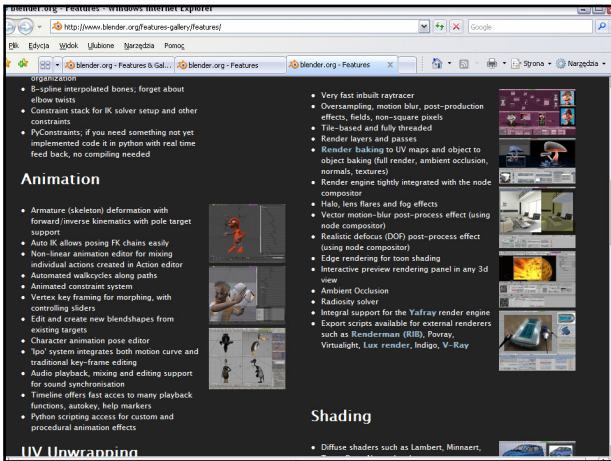 blender.org - Features - Windows Internet Explorer
http://www.blender.org/features-gallery/features/
Google
Plik Edycja Widok Ulubione Narzędzia Pomoc
blender.org - Features & Gal...
blender.org - Features
blender.org - Features
Strona
Narzędzia
organization
B-spline interpolated bones; forget about
elbow twists
Constraint stack for IK solver setup and other
constraints
PyConstraints; if you need something not yet
implemented code it in python with real time
feed back, no compiling needed
Animation
Armature (skeleton) deformation with
forward/inverse kinematics with pole target
support
Auto IK allows posing FK chains easily
Non-linear animation editor for mixing
individual actions created in Action editor
Automated walkcycles along paths
Animated constraint system
Vertex key framing for morphing, with
controlling sliders
Edit and create new blendshapes from
existing targets
Character animation pose editor
'Ipo' system integrates both motion curve and
traditional key-frame editing
Audio playback, mixing and editing support
for sound synchronisation
Timeline offers fast acces to many playback
functions, autokey, help markers
Python scripting access for custom and
procedural animation effects
UV Unwrapping
Very fast inbuilt raytracer
Oversampling, motion blur, post-production
effects, fields, non-square pixels
Tile-based and fully threaded
Render layers and passes
Render baking to UV maps and object to
object baking (full render, ambient occlusion,
normals, textures)
Render engine tightly integrated with the node
compositor
Halo, lens flares and fog effects
Vector motion-blur post-process effect (using
node compositor)
Realistic defocus (DOF) post-process effect
(using node compositor)
Edge rendering for toon shading
Interactive preview rendering panel in any 3d
view
Ambient Occlusion
Radiosity solver
Integral support for the Yafray render engine
Export scripts available for external renderers
such as Renderman (RIB), Povray,
Virtualight, Lux render, Indigo, V-Ray
Shading
Diffuse shaders such as Lambert, Minnaert,